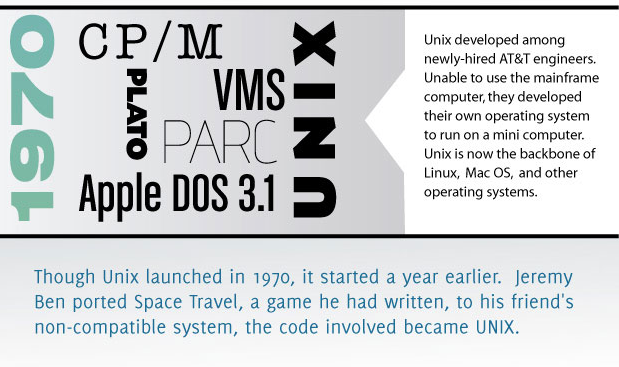 1970
CP/M
PLATO
VMS
PARC
Apple DOS 3.1
UNIX
Unix developed among
newly-hired AT&T engineers.
Unable to use the mainframe
computer, they developed
their own operating system
to run on a mini computer.
Unix is now the backbone of
Linux, Mac OS, and other
operating systems.
Though Unix launched in 1970, it started a year earlier. Jeremy
Ben ported Space Travel, a game he had written, to his friend's
non-compatible system, the code involved became UNIX.